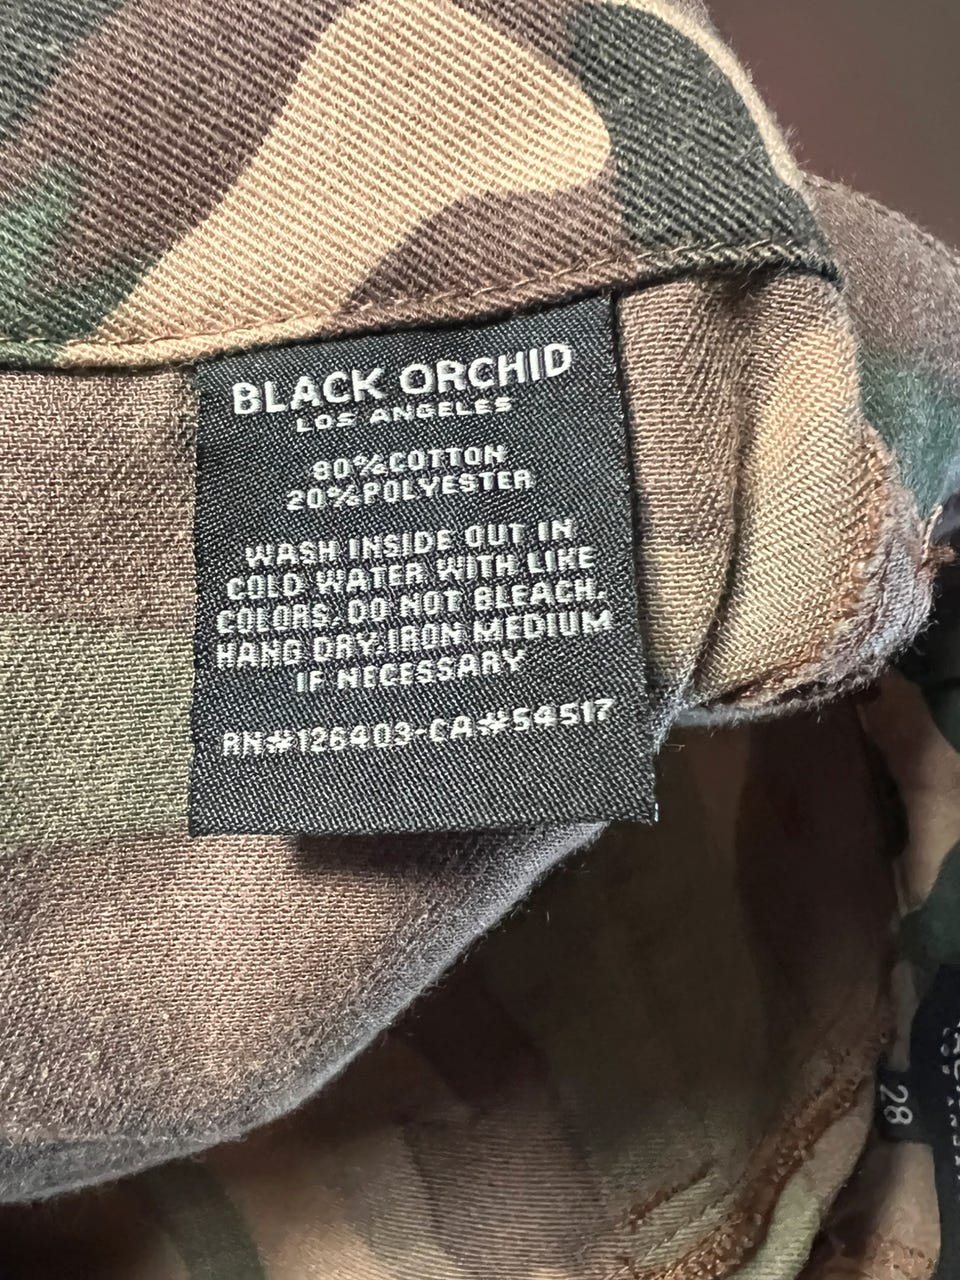 BLACK ORCHID
LOS ANGELES
80%COTTON
20%POLYESTER
WASH INSIDE OUT IN
COLD WATER WITH LIKE
COLORS. DO NOT BLEACH.
HANG DRY.IRON MEDIUM
IF NECESSARY
RN#126403-CA#54517
28